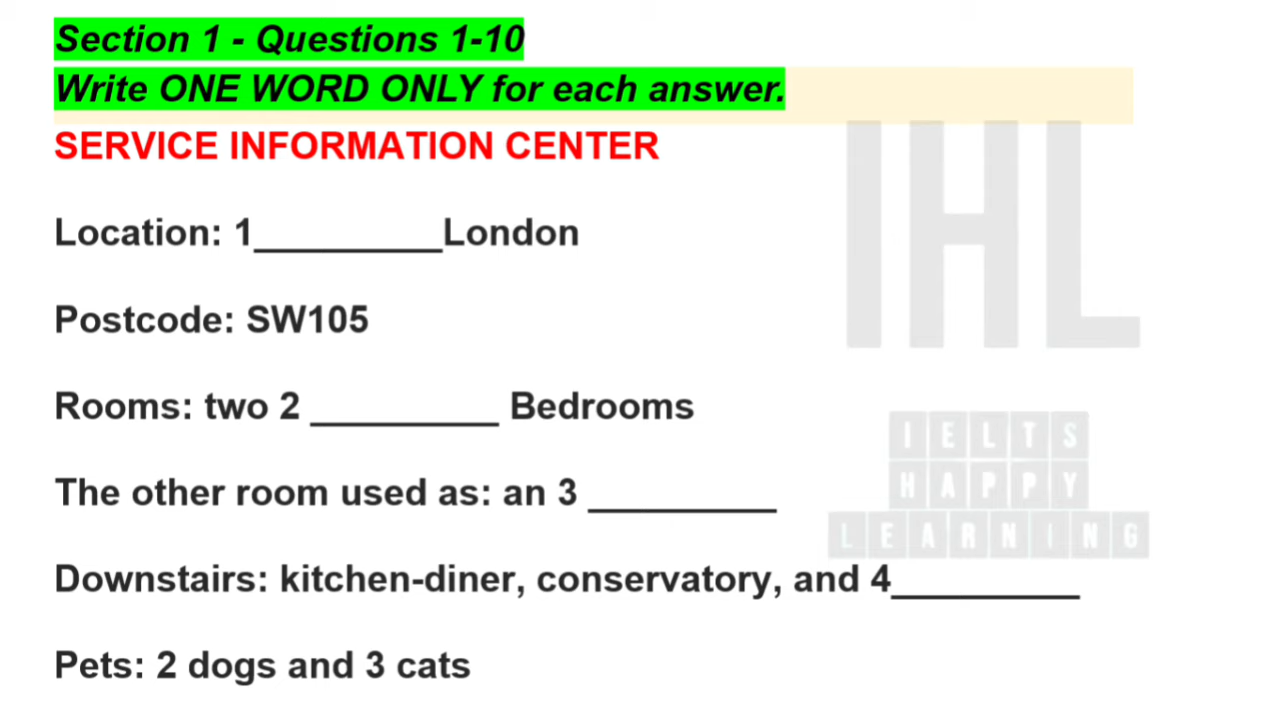 Section 1 - Questions 1-10
Write ONE WORD ONLY for each answer.
SERVICE INFORMATION CENTER
IHL
Location: 1_________London
Postcode: SW105
Rooms: two 2 _________ Bedrooms
IELTS
HAPPY
LEARNING
The other room used as: an 3 _________
Downstairs: kitchen-diner, conservatory, and 4_________
Pets: 2 dogs and 3 cats